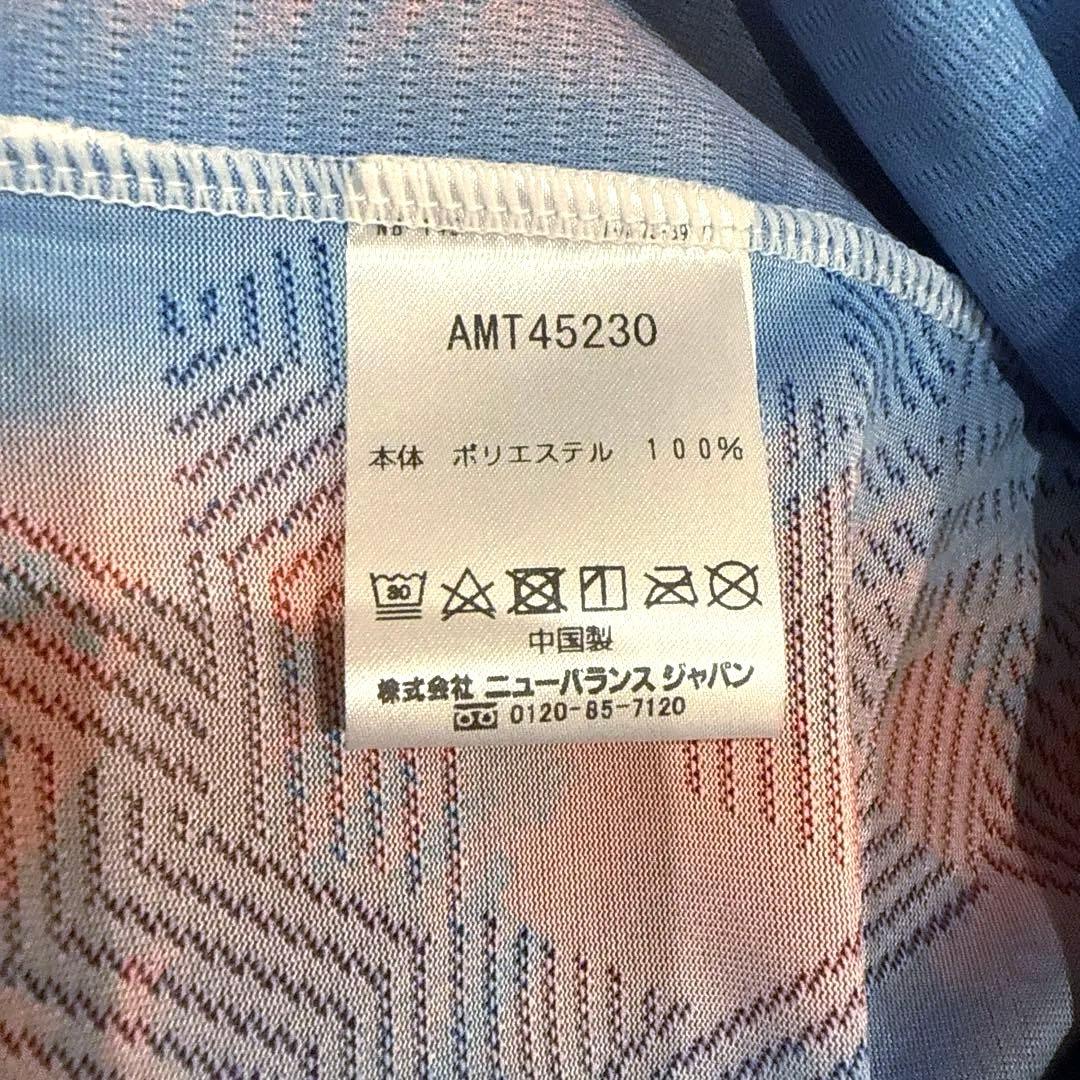 AMT45230
本体 ポリエステル 100%
30
中国製
株式会社 ニューバランス ジャパン
0120-85-7120